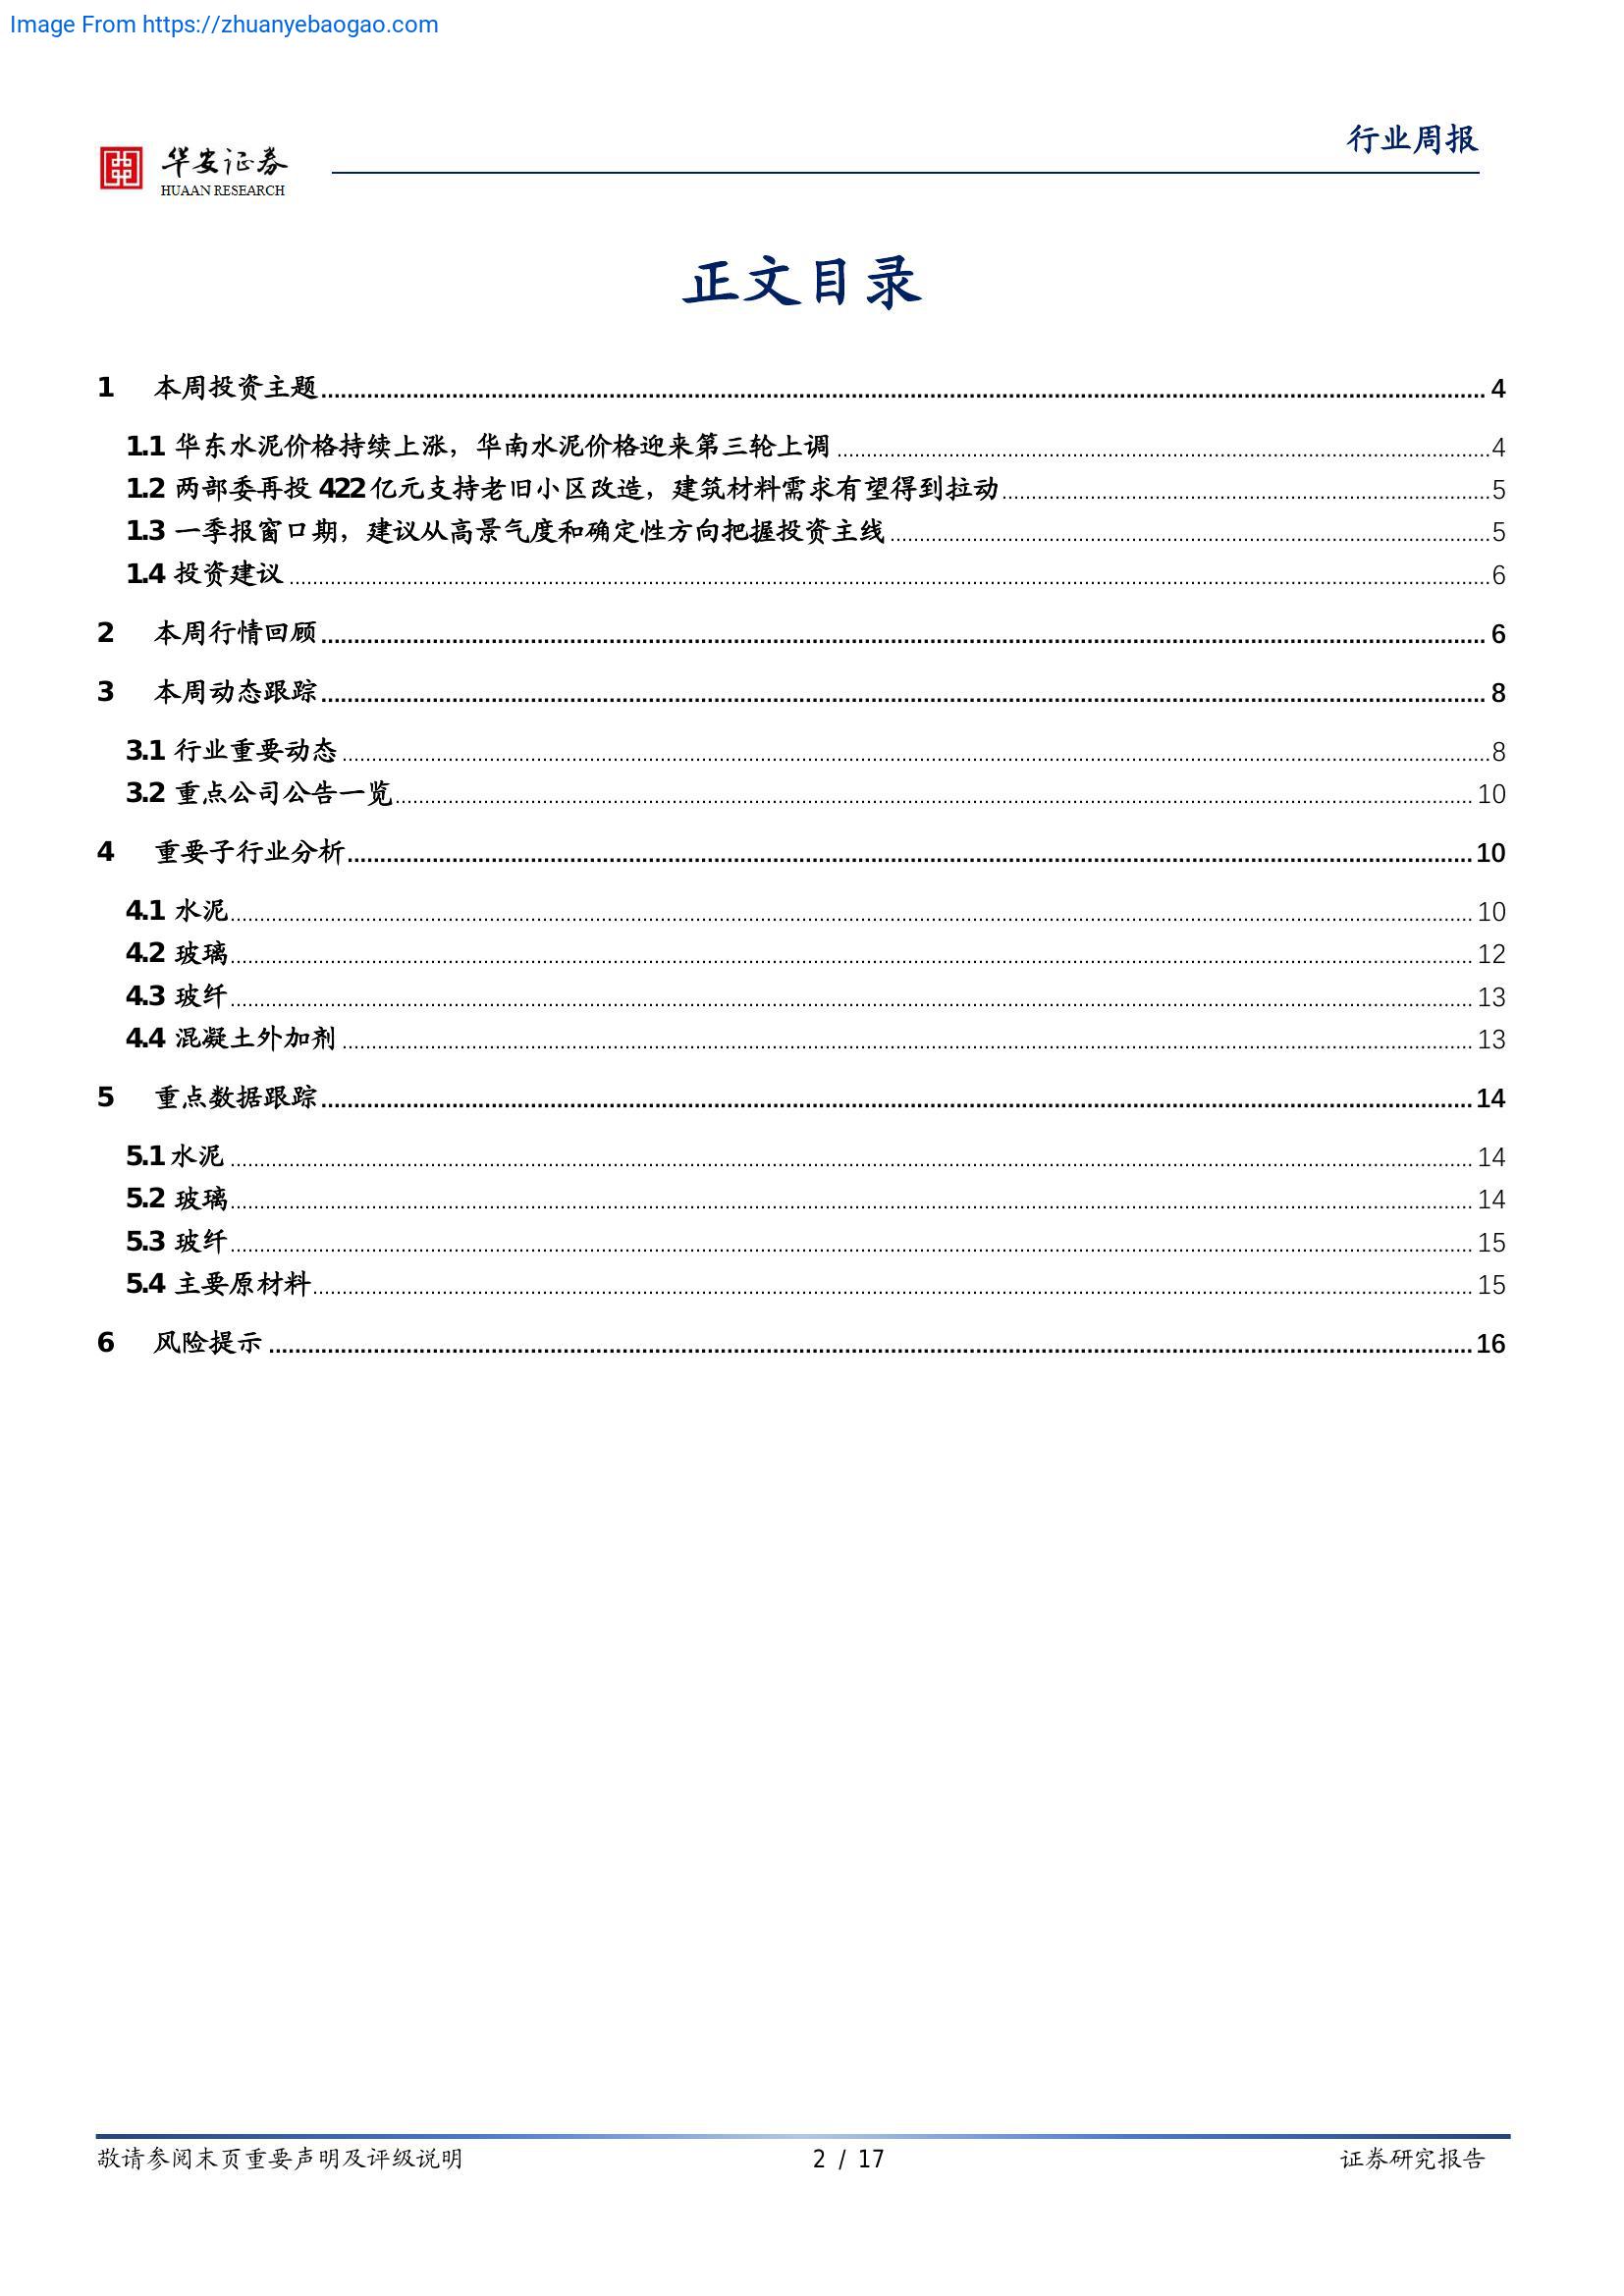 Image From https://zhuanyebaogao.com
行业周报
华安证券
HUAAN RESEARCH
正文目录
1 本周投资主题 4
1.1 华东水泥价格持续上涨，华南水泥价格迎来第三轮上调 4
1.2 两部委再投 422 亿元支持老旧小区改造，建筑材料需求有望得到拉动 5
1.3 一季报窗口期，建议从高景气度和确定性方向把握投资主线 5
1.4 投资建议 6
2 本周行情回顾 6
3 本周动态跟踪 8
3.1 行业重要动态 8
3.2 重点公司公告一览 10
4 重要子行业分析 10
4.1 水泥 10
4.2 玻璃 12
4.3 玻纤 13
4.4 混凝土外加剂 13
5 重点数据跟踪 14
5.1 水泥 14
5.2 玻璃 14
5.3 玻纤 15
5.4 主要原材料 15
6 风险提示 16
敬请参阅末页重要声明及评级说明 2 / 17 证券研究报告